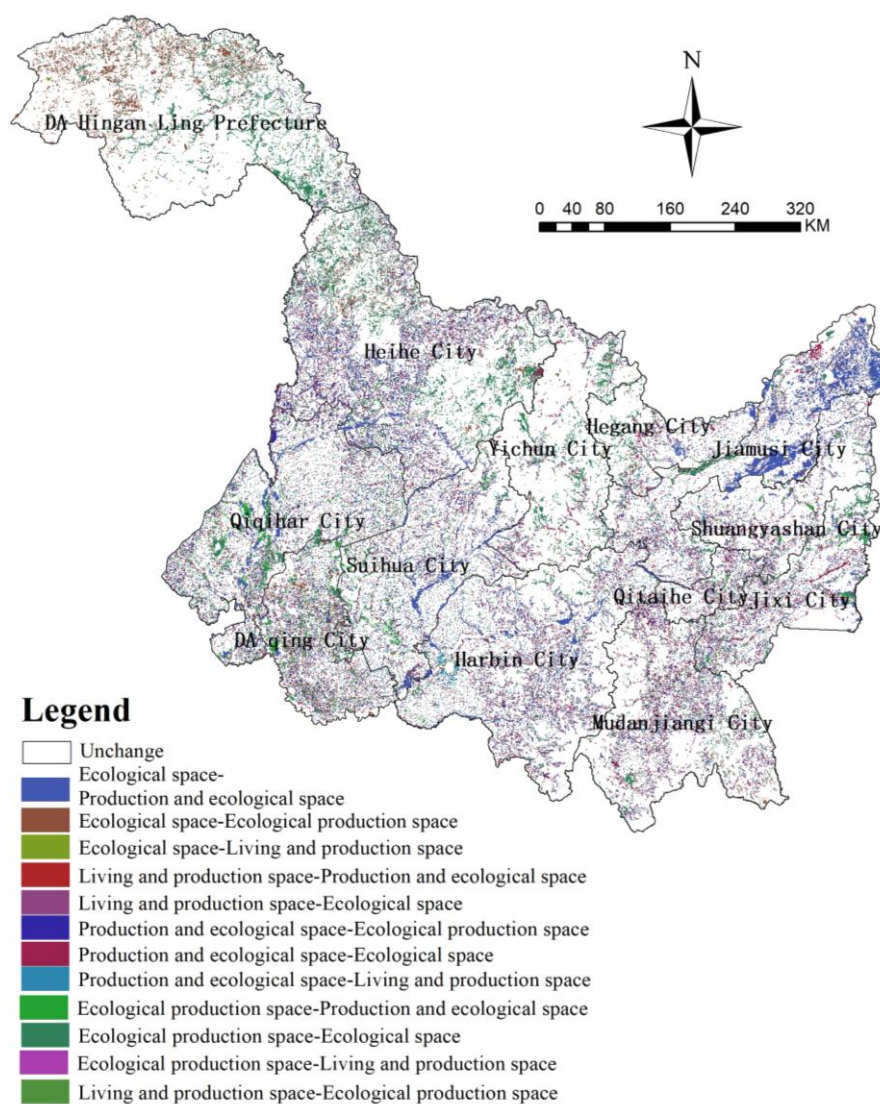 N
0 40 80 160 240 320
KM
DA Hingan Ling Prefecture
Heihe City
Hegang City
Yichun City
Jiamusi City
Qiqihar City
Shuangyashan City
Suihua City
Qitaihe City
Jixi City
DA qing City
Harbin City
Mudanjiangi City
Legend
Unchange
Ecological space-
Production and ecological space
Ecological space-Ecological production space
Ecological space-Living and production space
Living and production space-Production and ecological space
Living and production space-Ecological space
Production and ecological space-Ecological production space
Production and ecological space-Ecological space
Production and ecological space-Living and production space
Ecological production space-Production and ecological space
Ecological production space-Ecological space
Ecological production space-Living and production space
Living and production space-Ecological production space